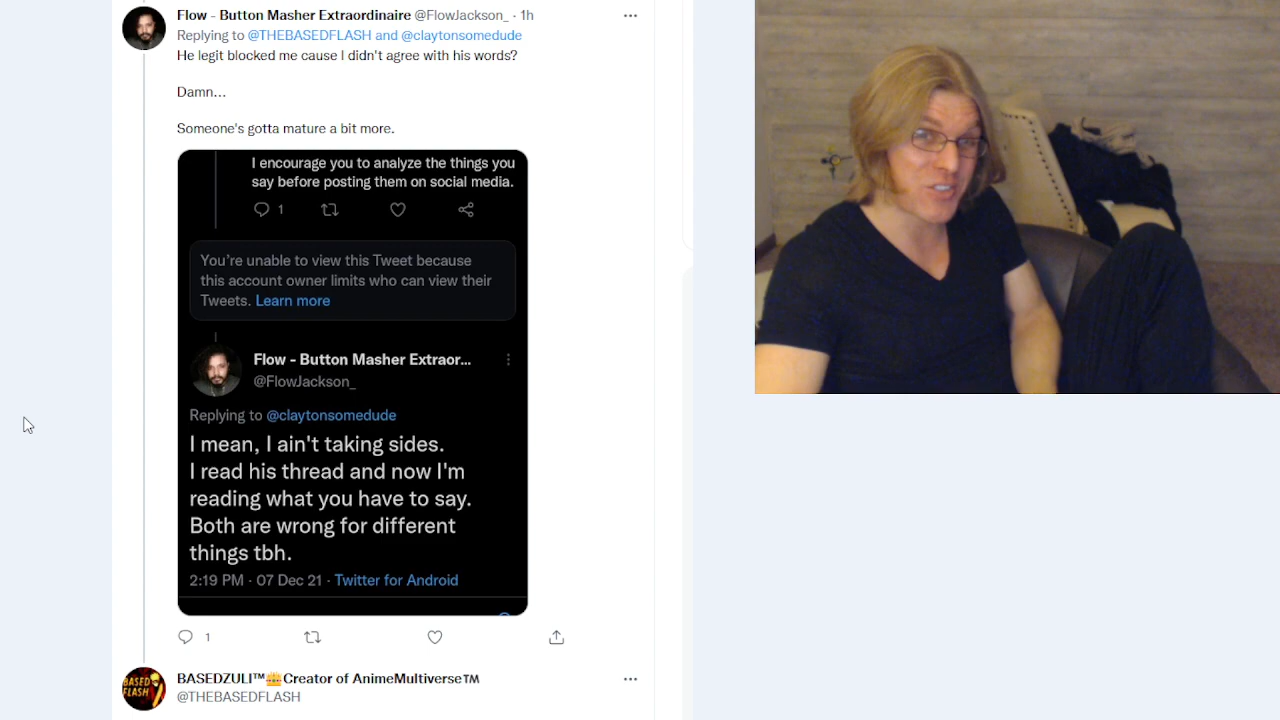 Flow - Button Masher Extraordinaire @FlowJackson_ · 1h
Replying to @THEBASEDFLASH and @claytonsomedude
He legit blocked me cause I didn't agree with his words?
Damn...
Someone's gotta mature a bit more.
I encourage you to analyze the things you
say before posting them on social media.
1
You're unable to view this Tweet because
this account owner limits who can view their
Tweets. Learn more
Flow - Button Masher Extraor...
@FlowJackson_
Replying to @claytonsomedude
I mean, I ain't taking sides.
I read his thread and now I'm
reading what you have to say.
Both are wrong for different
things tbh.
2:19 PM · 07 Dec 21 · Twitter for Android
1
BASED
FLASH
BASEDZULI™👑Creator of AnimeMultiverse™
@THEBASEDFLASH